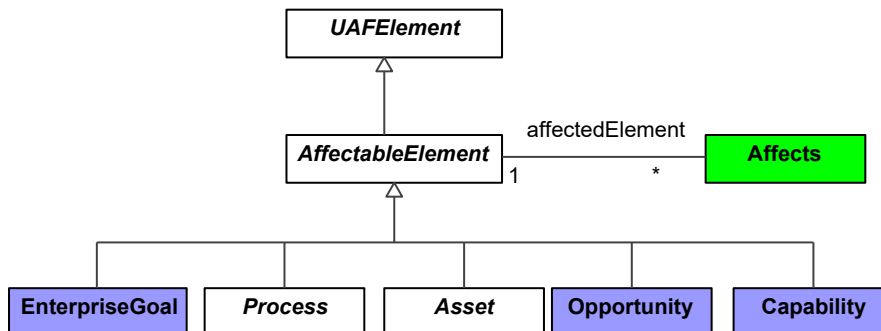 UAFElement
affectedElement
AffectableElement
Affects
1
*
EnterpriseGoal
Process
Asset
Opportunity
Capability